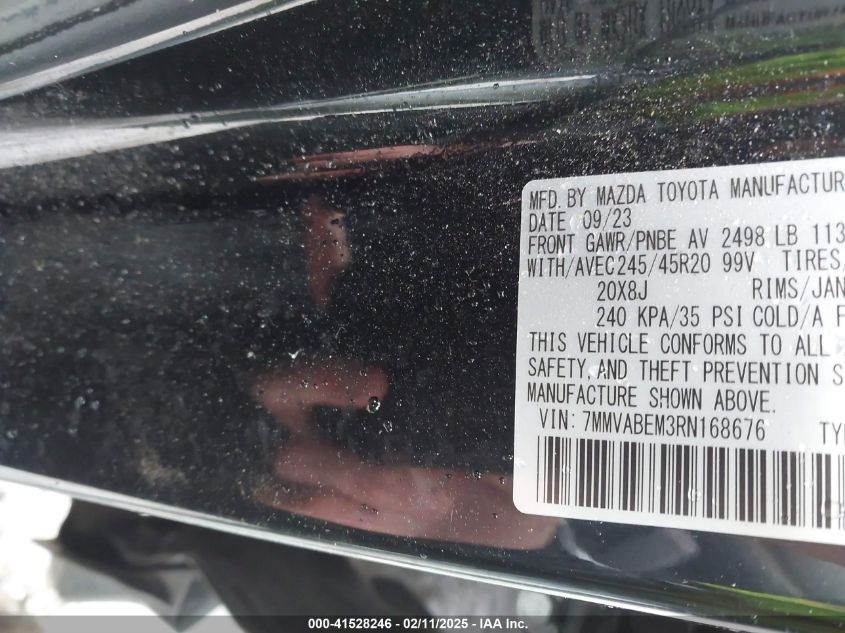 MFD. BY MAZDA TOYOTA MANUFACTUR
DATE 09/23
FRONT GAWR/PNBE AV 2498 LB 113
WITH/AVEC245/45R20 99V TIRES/
20X8J RIMS/JAN
240 KPA/35 PSI COLD/A F
THIS VEHICLE CONFORMS TO ALL
SAFETY, AND THEFT PREVENTION S
MANUFACTURE SHOWN ABOVE.
VIN: 7MMVABEM3RN168676 TY
000-41528246 - 02/11/2025 - IAA Inc.